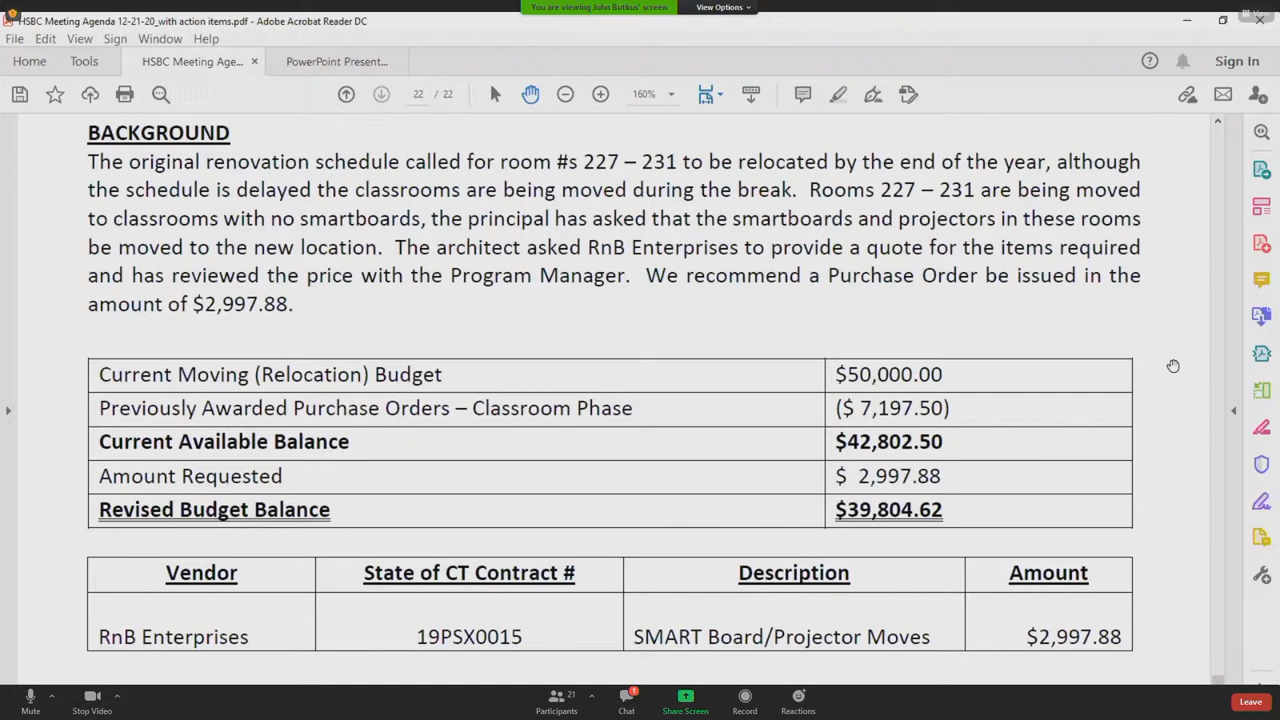 You are viewing John Butkus' screen
View Options
HSBC Meeting Agenda 12-21-20_with action items.pdf - Adobe Acrobat Reader DC
File Edit View Sign Window Help
Home Tools HSBC Meeting Age... × PowerPoint Present...
Sign In
22 / 22
160%
BACKGROUND
The original renovation schedule called for room #s 227 – 231 to be relocated by the end of the year, although
the schedule is delayed the classrooms are being moved during the break. Rooms 227 – 231 are being moved
to classrooms with no smartboards, the principal has asked that the smartboards and projectors in these rooms
be moved to the new location. The architect asked RnB Enterprises to provide a quote for the items required
and has reviewed the price with the Program Manager. We recommend a Purchase Order be issued in the
amount of $2,997.88.
Current Moving (Relocation) Budget $50,000.00
Previously Awarded Purchase Orders – Classroom Phase ($ 7,197.50)
Current Available Balance $42,802.50
Amount Requested $ 2,997.88
Revised Budget Balance $39,804.62
Vendor State of CT Contract # Description Amount
RnB Enterprises 19PSX0015 SMART Board/Projector Moves $2,997.88
Mute Stop Video Participants 21 Chat 1 Share Screen Record Reactions Leave